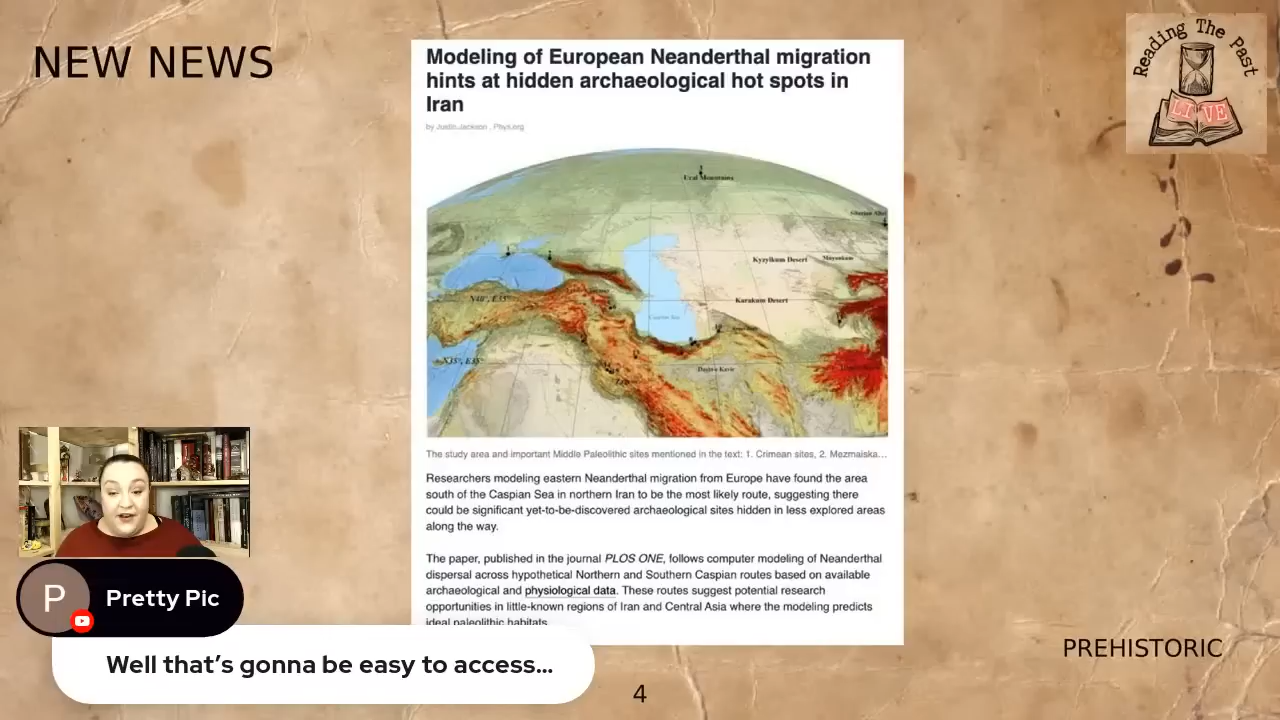 NEW NEWS
Reading The Past
LIVE
Modeling of European Neanderthal migration
hints at hidden archaeological hot spots in
Iran
by Justin Jackson , Phys.org
Ural Mountains
Kyzylkum Desert
Moyunkum
Karakum Desert
N40°, E35°
Caspian Sea
N35°, E35°
Dasht-e Kavir
The study area and important Middle Paleolithic sites mentioned in the text: 1. Crimean sites, 2. Mezmaiska...
Researchers modeling eastern Neanderthal migration from Europe have found the area
south of the Caspian Sea in northern Iran to be the most likely route, suggesting there
could be significant yet-to-be-discovered archaeological sites hidden in less explored areas
along the way.
The paper, published in the journal PLOS ONE, follows computer modeling of Neanderthal
dispersal across hypothetical Northern and Southern Caspian routes based on available
archaeological and physiological data. These routes suggest potential research
opportunities in little-known regions of Iran and Central Asia where the modeling predicts
ideal paleolithic habitats.
P
Pretty Pic
Well that's gonna be easy to access...
PREHISTORIC
4